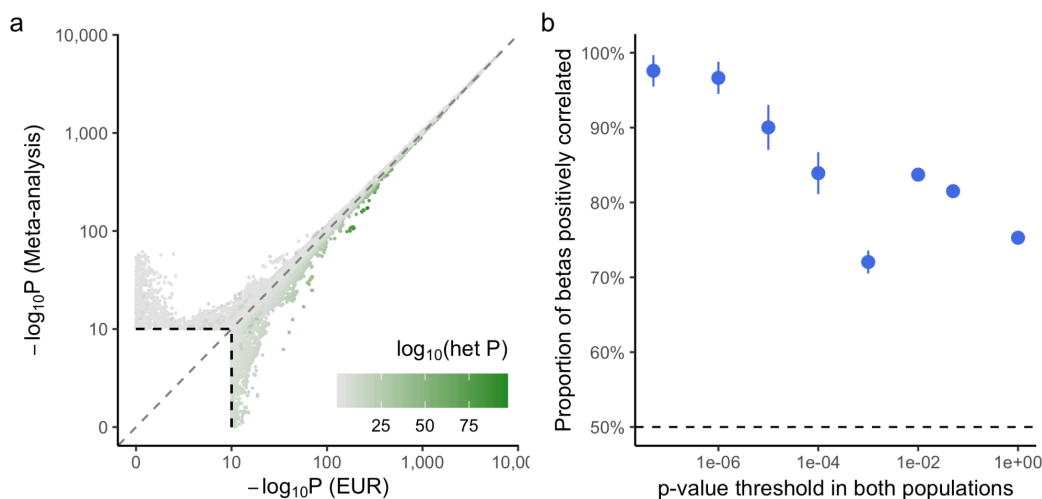 a
10,000
1,000
100
10
0
−log10P (Meta-analysis)
log10(het P)
25 50 75
0 10 100 1,000 10,00
−log10P (EUR)
b
100%
90%
80%
70%
60%
50%
Proportion of betas positively correlated
1e-06 1e-04 1e-02 1e+00
p-value threshold in both populations